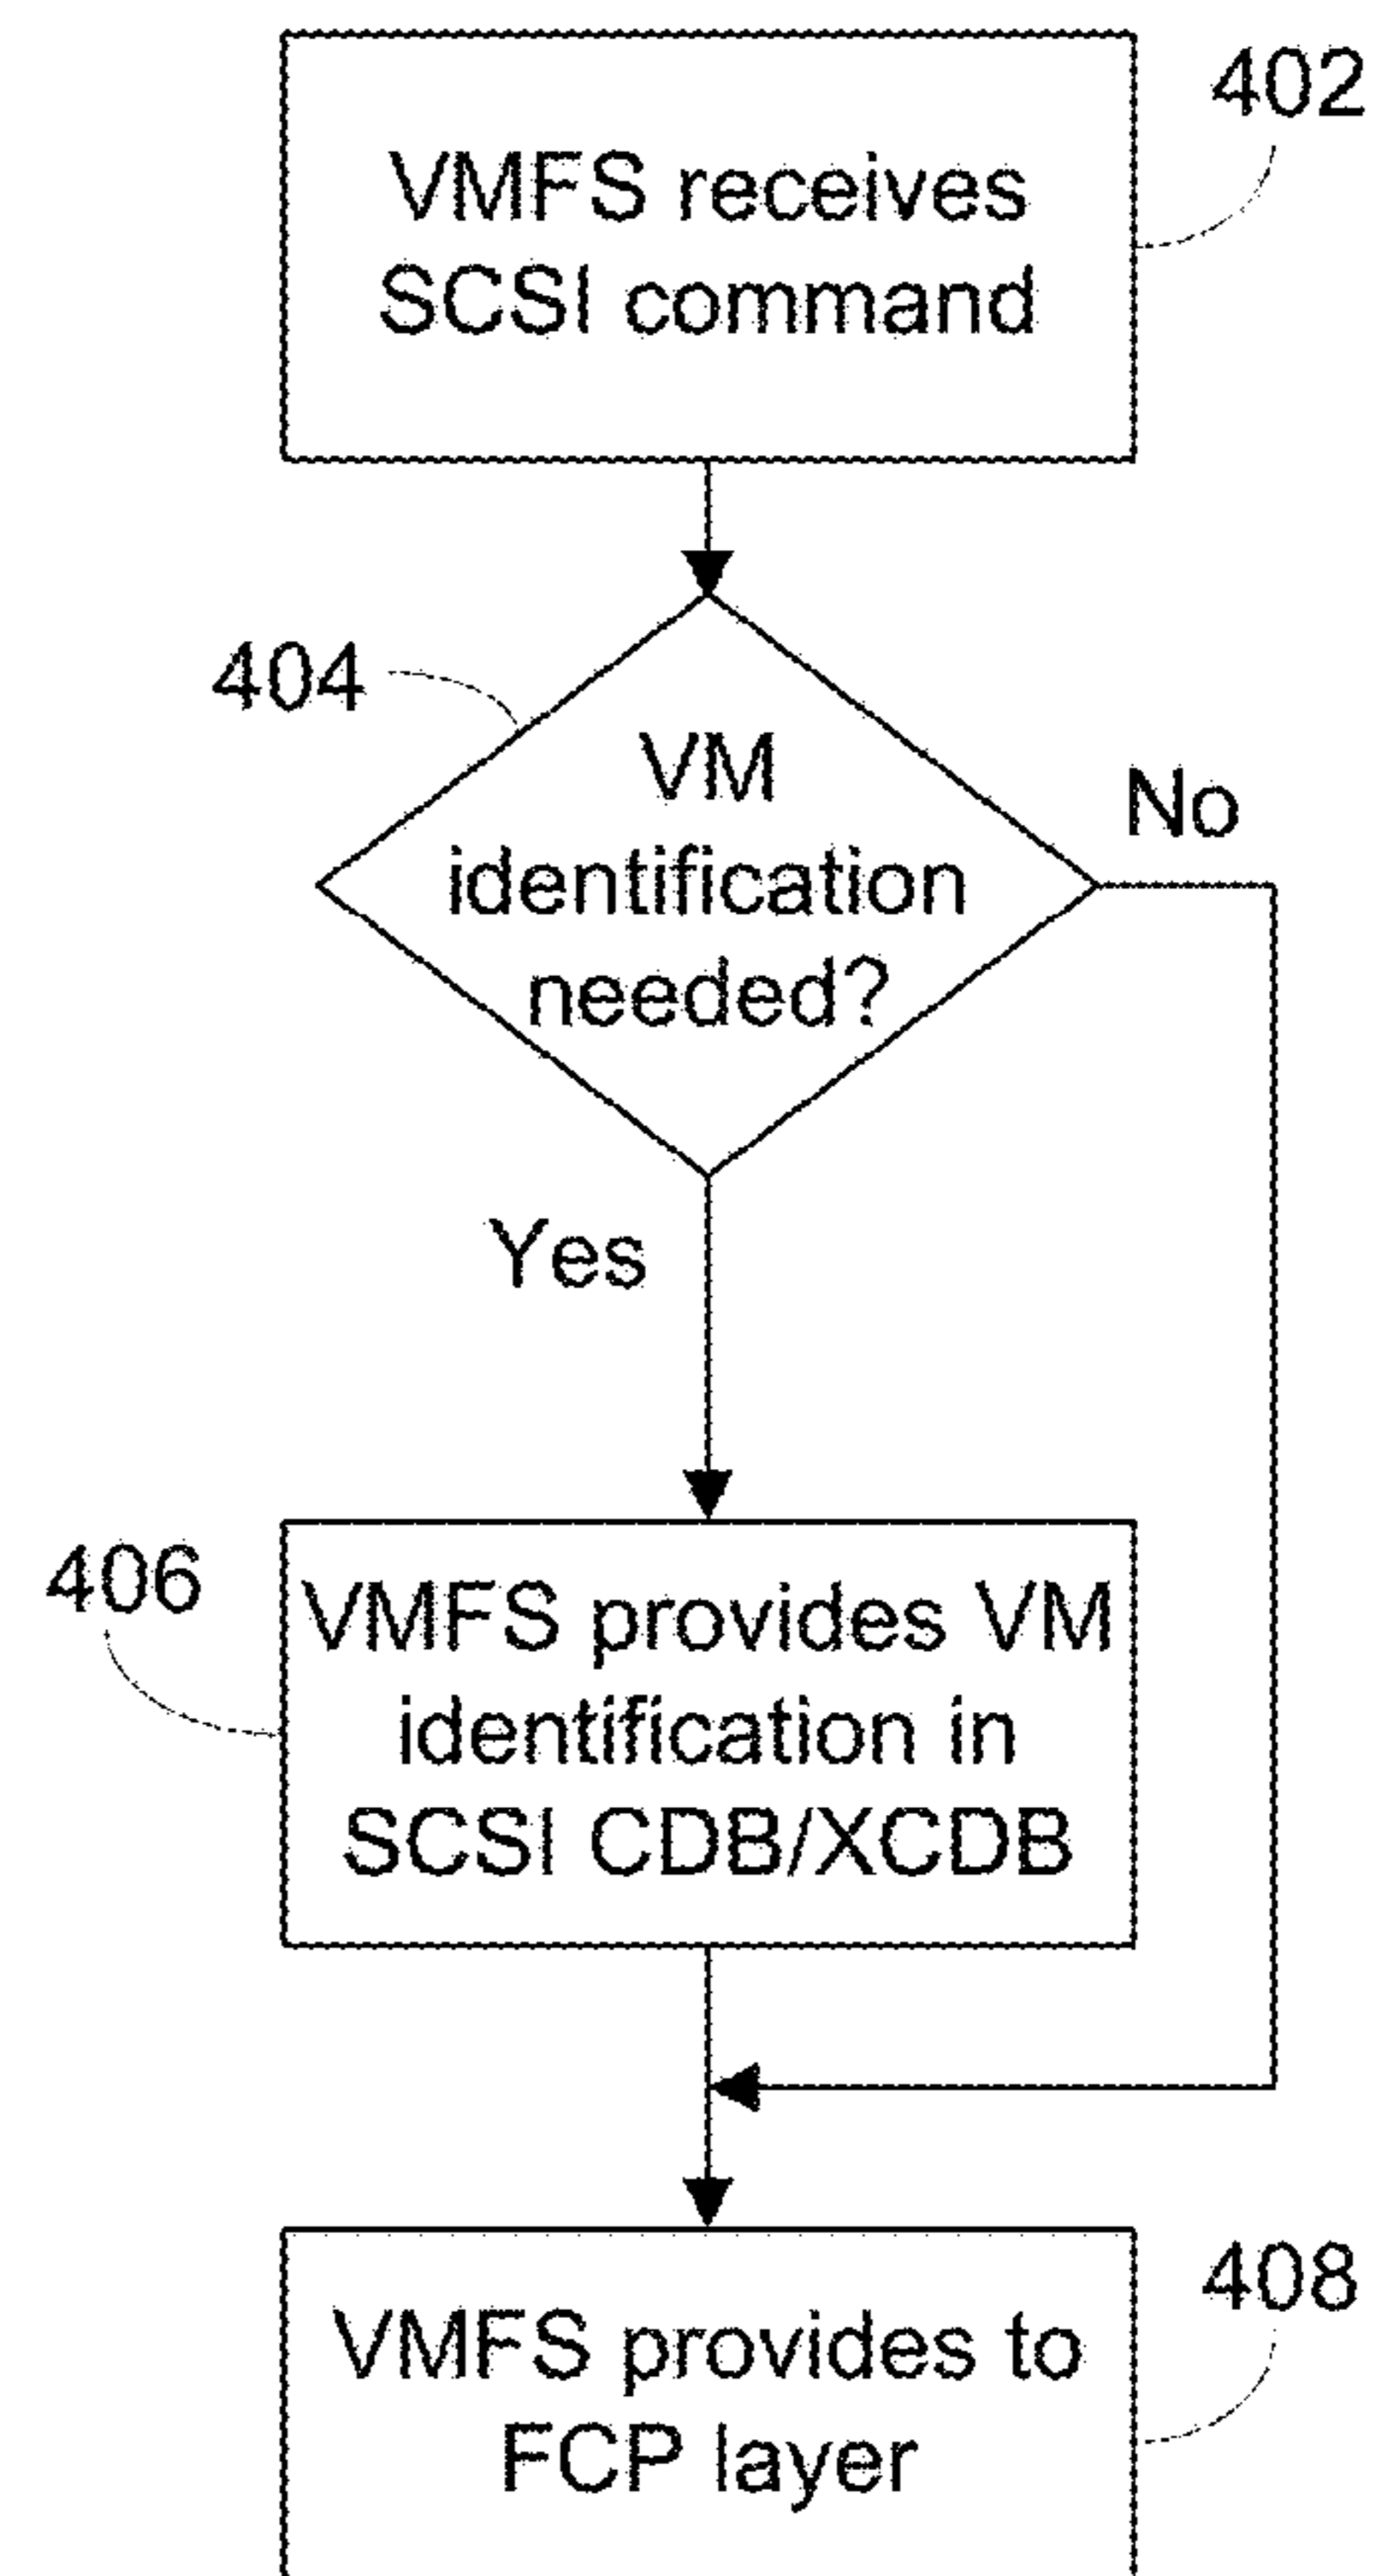 402
VMFS receives
SCSI command
404
VM
identification
needed?
No
Yes
406
VMFS provides VM
identification in
SCSI CDB/XCDB
408
VMFS provides to
FCP layer